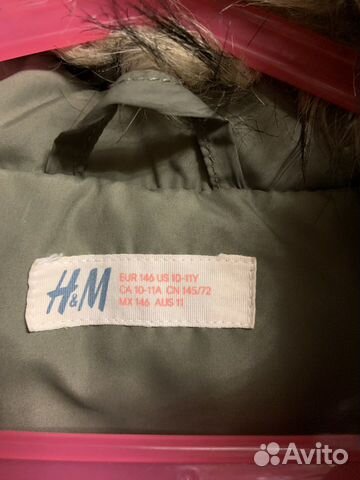 H&M
EUR 146 US 10-11Y
CA 10-11A CN 145/72
MX 146 AUS 11
Avito